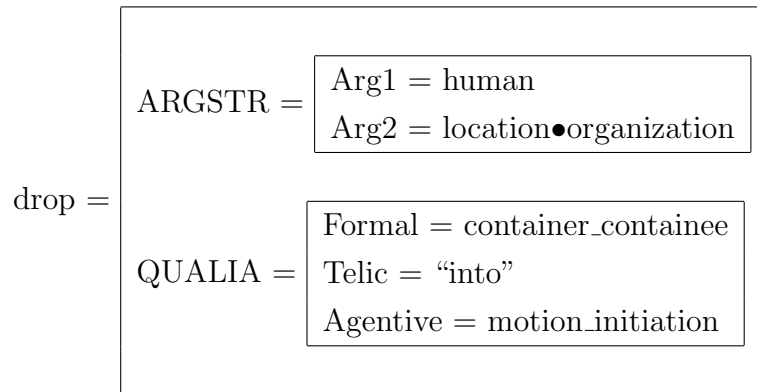 ARGSTR = Arg1 = human
Arg2 = location●organization
drop =
QUALIA = Formal = container_containee
Telic = “into”
Agentive = motion_initiation